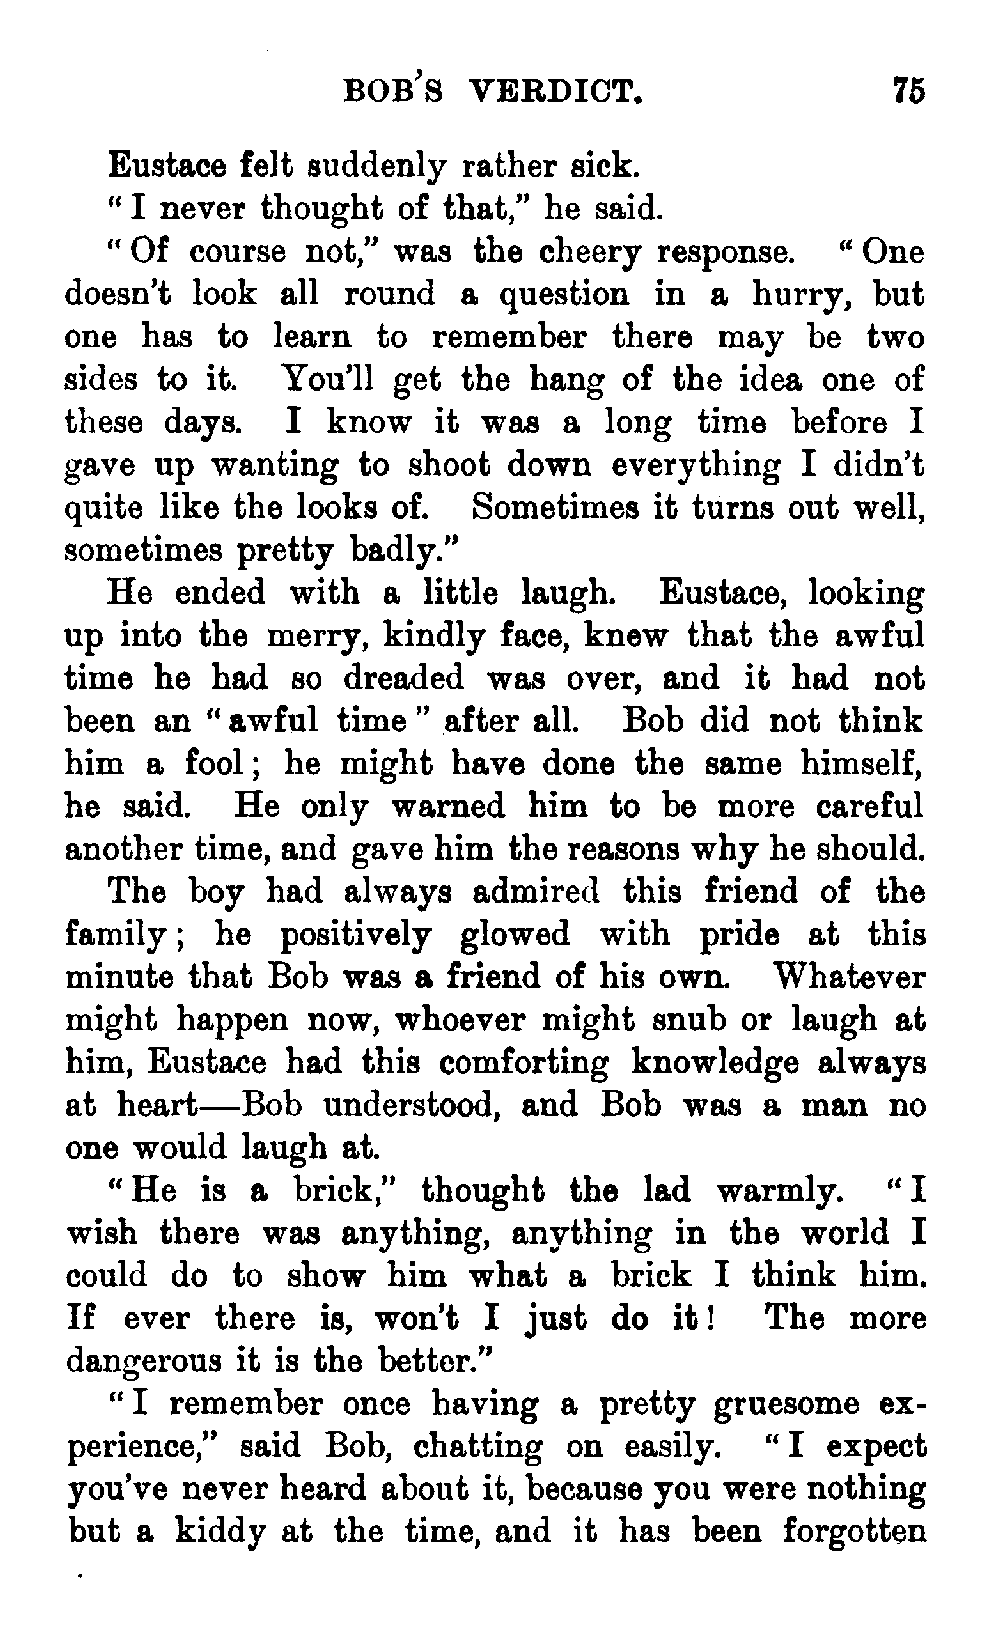 BOB'S VERDICT. 75
Eustace felt suddenly rather sick.
"I never thought of that," he said.
"Of course not," was the cheery response. "One
doesn't look all round a question in a hurry, but
one has to learn to remember there may be two
sides to it. You'll get the hang of the idea one of
these days. I know it was a long time before I
gave up wanting to shoot down everything I didn't
quite like the looks of. Sometimes it turns out well,
sometimes pretty badly."
He ended with a little laugh. Eustace, looking
up into the merry, kindly face, knew that the awful
time he had so dreaded was over, and it had not
been an "awful time" after all. Bob did not think
him a fool; he might have done the same himself,
he said. He only warned him to be more careful
another time, and gave him the reasons why he should.
The boy had always admired this friend of the
family; he positively glowed with pride at this
minute that Bob was a friend of his own. Whatever
might happen now, whoever might snub or laugh at
him, Eustace had this comforting knowledge always
at heart—Bob understood, and Bob was a man no
one would laugh at.
"He is a brick," thought the lad warmly. "I
wish there was anything, anything in the world I
could do to show him what a brick I think him.
If ever there is, won't I just do it! The more
dangerous it is the better."
"I remember once having a pretty gruesome ex-
perience," said Bob, chatting on easily. "I expect
you've never heard about it, because you were nothing
but a kiddy at the time, and it has been forgotten